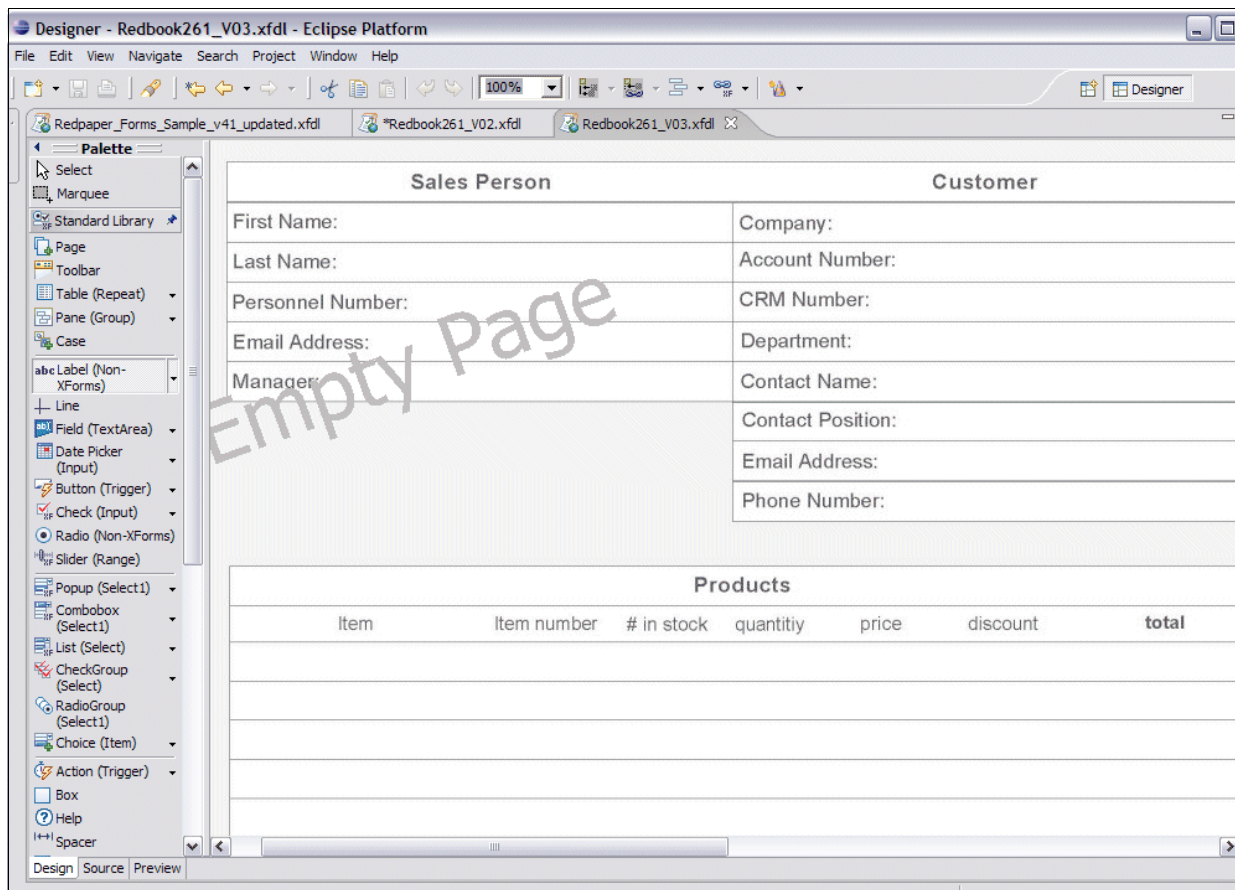 Designer - Redbook261_V03.xfdl - Eclipse Platform
File Edit View Navigate Search Project Window Help
100% Designer
Redpaper_Forms_Sample_v41_updated.xfdl *Redbook261_V02.xfdl Redbook261_V03.xfdl
Palette
Select
Marquee
Standard Library
Page
Toolbar
Table (Repeat)
Pane (Group)
Case
abc Label (Non-
XForms)
Line
Field (TextArea)
Date Picker
(Input)
Button (Trigger)
Check (Input)
Radio (Non-XForms)
Slider (Range)
Popup (Select1)
Combobox
(Select1)
List (Select)
CheckGroup
(Select)
RadioGroup
(Select1)
Choice (Item)
Action (Trigger)
Box
Help
Spacer
Design Source Preview
Sales Person
First Name:
Last Name:
Personnel Number:
Email Address:
Manager:
Empty Page
Customer
Company:
Account Number:
CRM Number:
Department:
Contact Name:
Contact Position:
Email Address:
Phone Number:
Products
Item Item number # in stock quantitiy price discount total